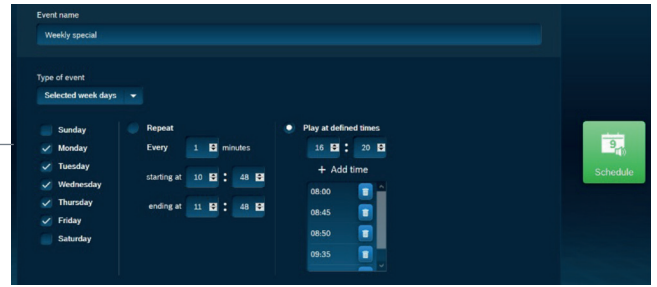 Event name
Weekly special
Type of event
Selected week days
Sunday
Monday
Tuesday
Wednesday
Thursday
Friday
Saturday
Repeat
Every 1 minutes
starting at 10 : 48
ending at 11 : 48
Play at defined times
16 : 20
+ Add time
08:00
08:45
08:50
09:35
9
Schedule